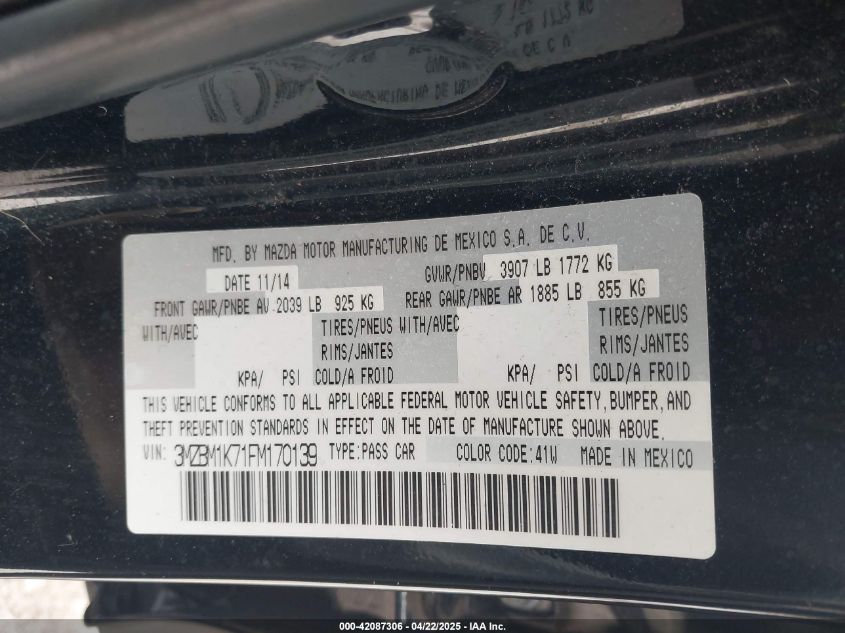 MFD. BY MAZDA MOTOR MANUFACTURING DE MEXICO S.A. DE C.V.
DATE 11/14 GVWR/PNBV 3907 LB 1772 KG
FRONT GAWR/PNBE AV 2039 LB 925 KG REAR GAWR/PNBE AR 1885 LB 855 KG
WITH/AVEC TIRES/PNEUS WITH/AVEC TIRES/PNEUS
RIMS/JANTES RIMS/JANTES
KPA/ PSI COLD/A FROID KPA/ PSI COLD/A FROID
THIS VEHICLE CONFORMS TO ALL APPLICABLE FEDERAL MOTOR VEHICLE SAFETY, BUMPER, AND
THEFT PREVENTION STANDARDS IN EFFECT ON THE DATE OF MANUFACTURE SHOWN ABOVE.
VIN: 3MZBM1K71FM170139 TYPE:PASS CAR COLOR CODE:41W MADE IN MEXICO
000-42087306 - 04/22/2025 - IAA Inc.